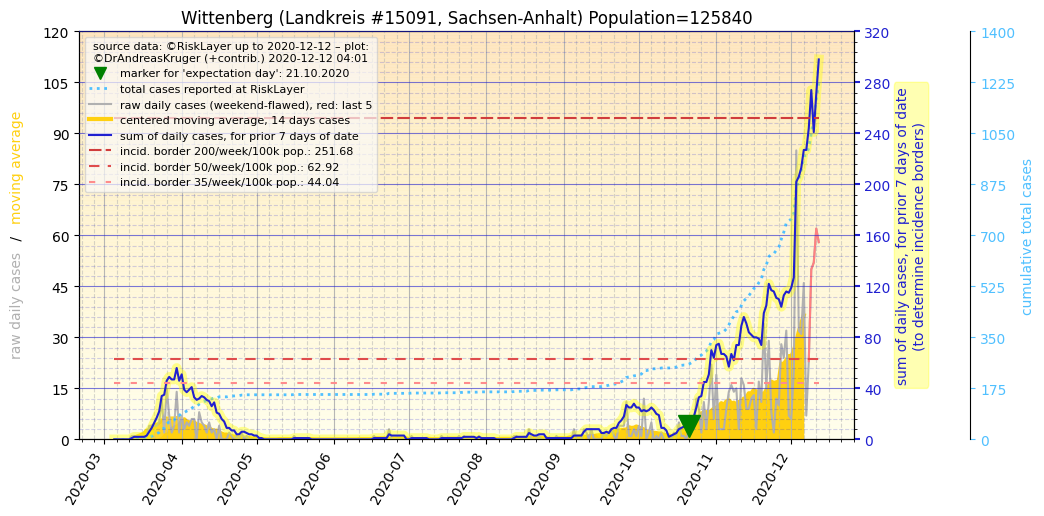 Wittenberg (Landkreis #15091, Sachsen-Anhalt) Population=125840
source data: ©RiskLayer up to 2020-12-12 – plot:
©DrAndreasKruger (+contrib.) 2020-12-12 04:01
marker for 'expectation day': 21.10.2020
total cases reported at RiskLayer
raw daily cases (weekend-flawed), red: last 5
centered moving average, 14 days cases
sum of daily cases, for prior 7 days of date
incid. border 200/week/100k pop.: 251.68
incid. border 50/week/100k pop.: 62.92
incid. border 35/week/100k pop.: 44.04
raw daily cases / moving average
120
105
90
75
60
45
30
15
0
320
280
240
200
160
120
80
40
0
sum of daily cases, for prior 7 days of date
(to determine incidence borders)
1400
1225
1050
875
700
525
350
175
0
cumulative total cases
2020-03
2020-04
2020-05
2020-06
2020-07
2020-08
2020-09
2020-10
2020-11
2020-12